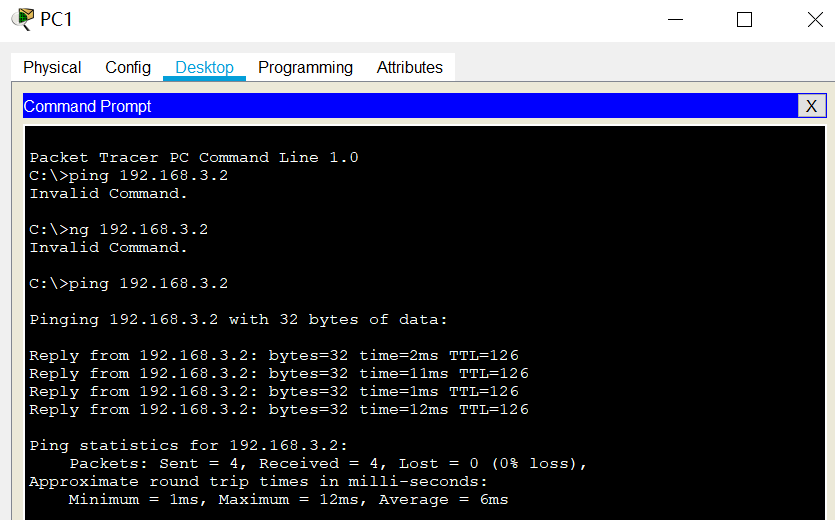 PC1
Physical Config Desktop Programming Attributes
Command Prompt
X
Packet Tracer PC Command Line 1.0
C:\>ping 192.168.3.2
Invalid Command.
C:\>ng 192.168.3.2
Invalid Command.
C:\>ping 192.168.3.2
Pinging 192.168.3.2 with 32 bytes of data:
Reply from 192.168.3.2: bytes=32 time=2ms TTL=126
Reply from 192.168.3.2: bytes=32 time=11ms TTL=126
Reply from 192.168.3.2: bytes=32 time=1ms TTL=126
Reply from 192.168.3.2: bytes=32 time=12ms TTL=126
Ping statistics for 192.168.3.2:
Packets: Sent = 4, Received = 4, Lost = 0 (0% loss),
Approximate round trip times in milli-seconds:
Minimum = 1ms, Maximum = 12ms, Average = 6ms